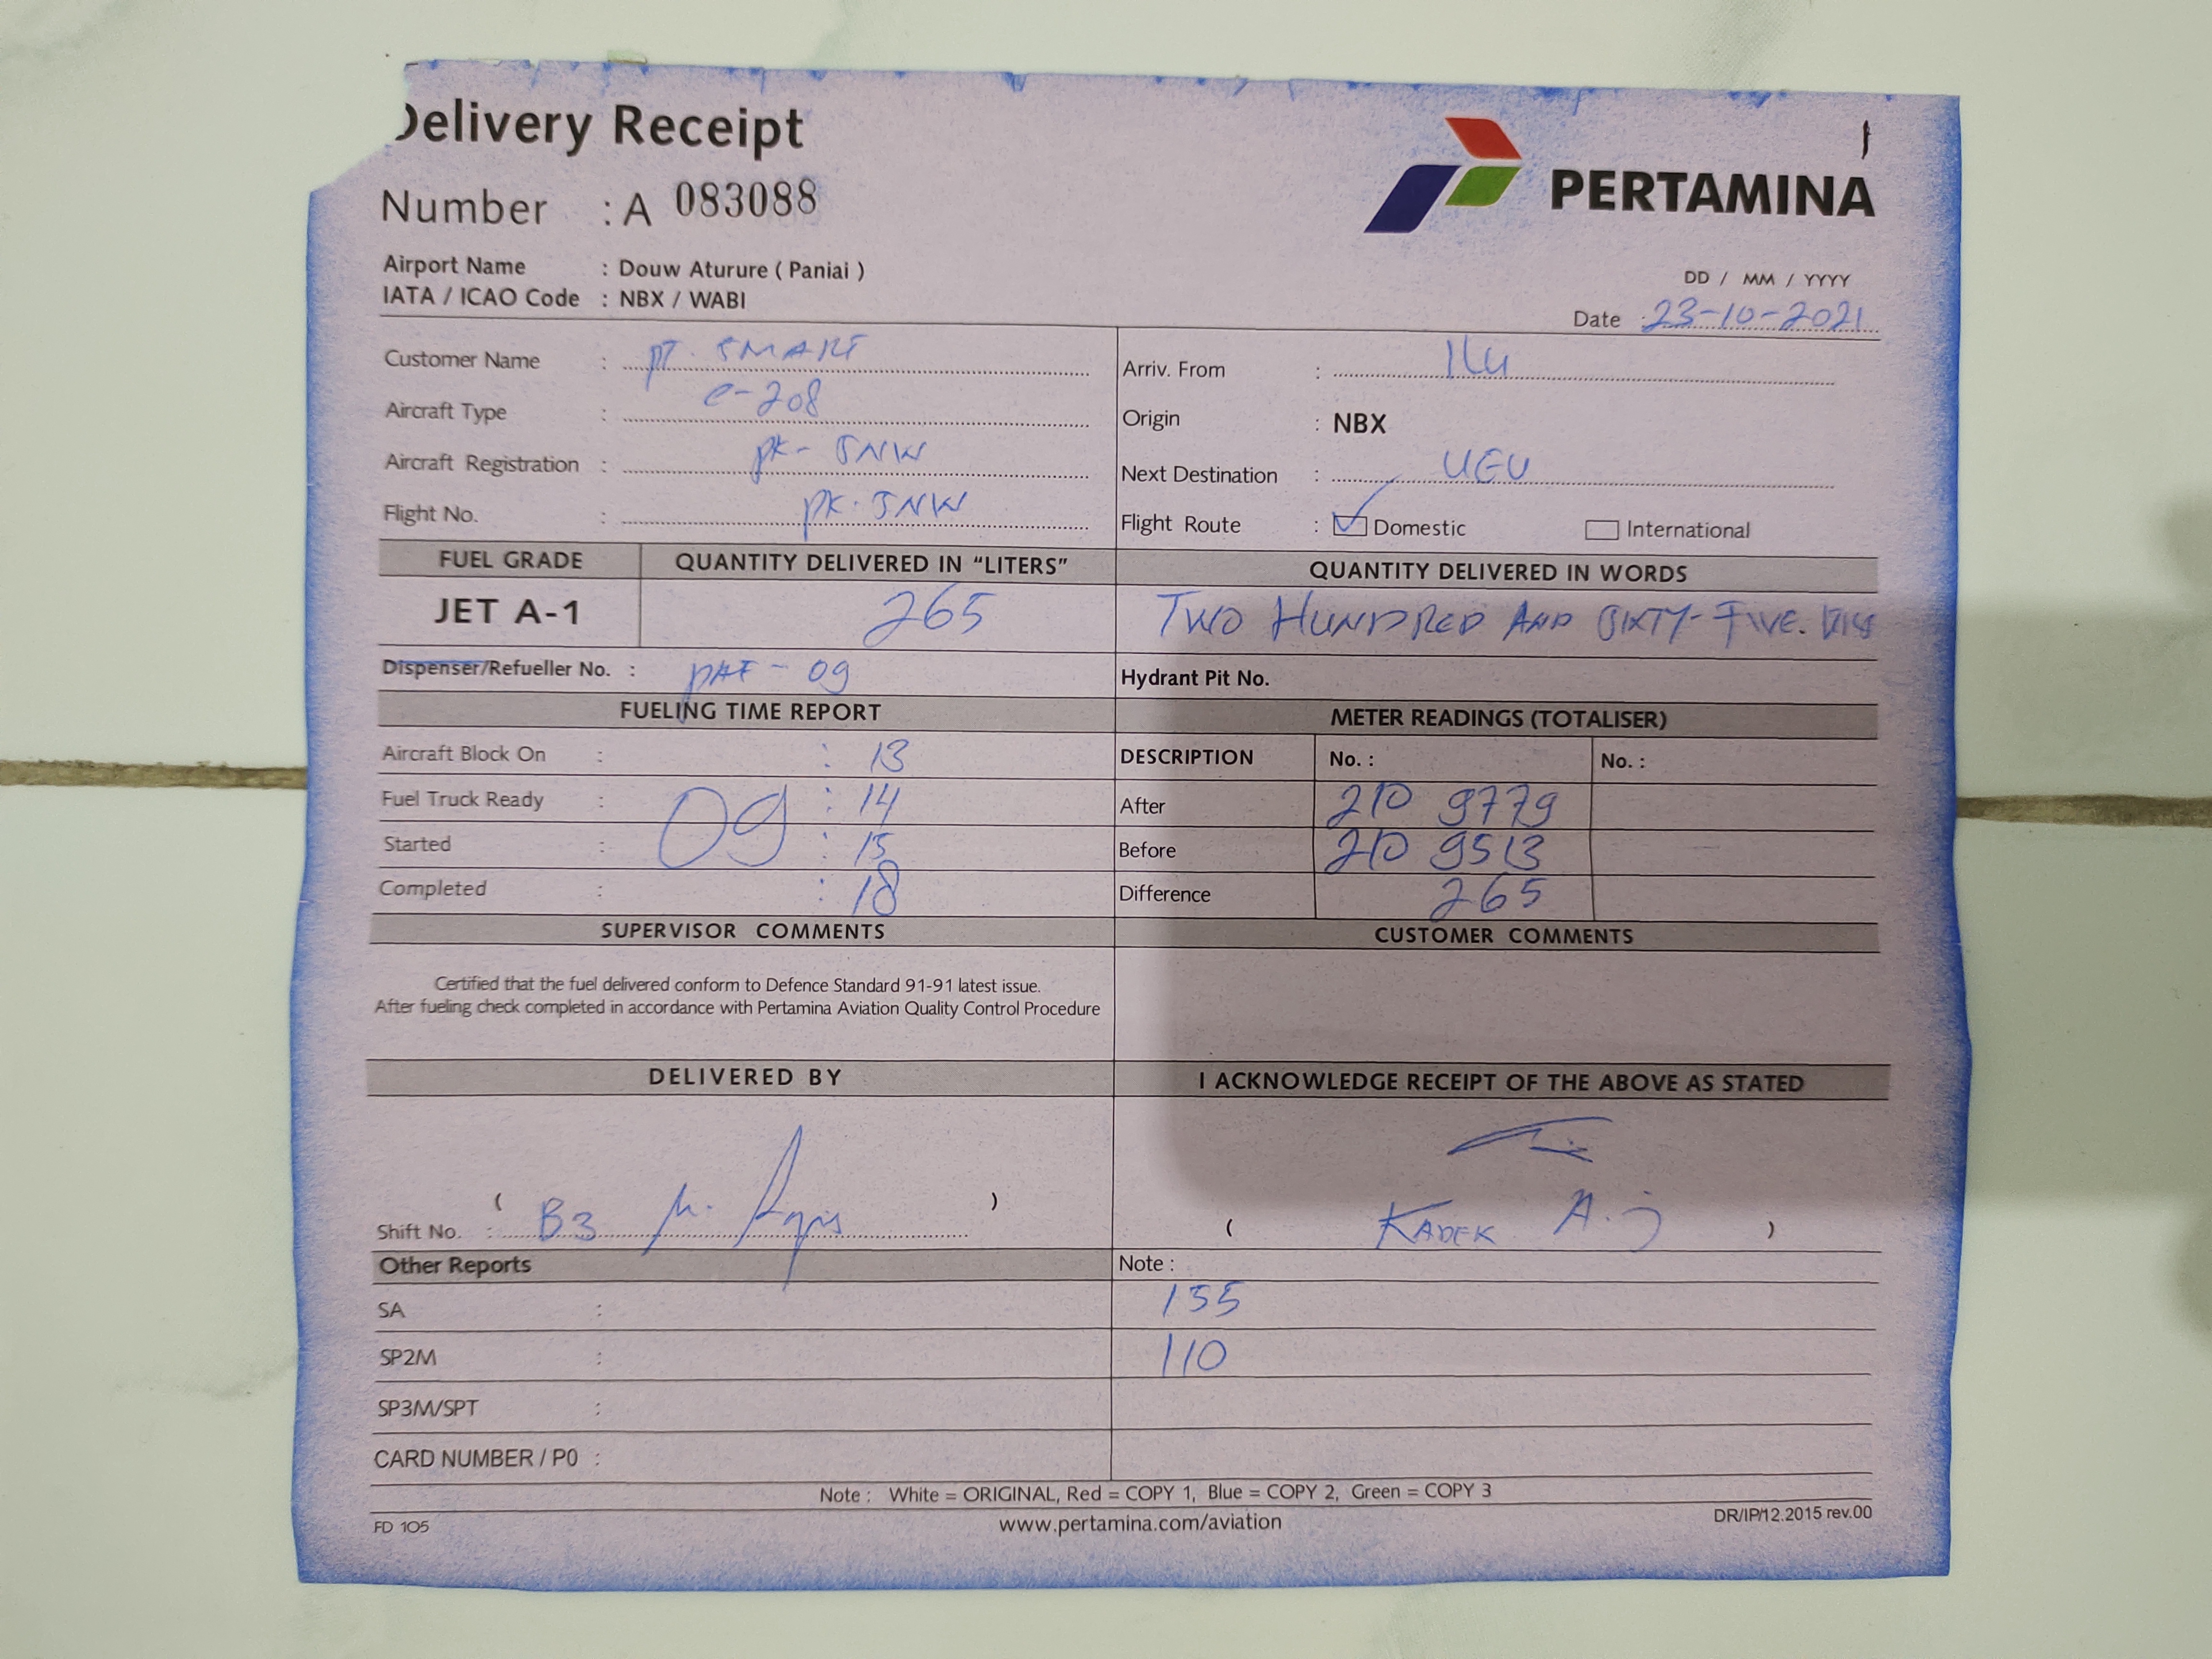 Delivery Receipt
Number : A 083088
PERTAMINA
Airport Name : Douw Aturure ( Paniai )
IATA / ICAO Code : NBX / WABI
DD / MM / YYYY
Date 23-10-2021
Customer Name : PT. SMART
Arriv. From : ILU
Aircraft Type : C-208
Origin : NBX
Aircraft Registration : PK-SNW
Next Destination : UGU
Flight No. : PK-SNW
Flight Route : Domestic International
FUEL GRADE QUANTITY DELIVERED IN “LITERS” QUANTITY DELIVERED IN WORDS
JET A-1 265 TWO HUNDRED AND SIXTY-FIVE.
Dispenser/Refueller No. : PAF-09 Hydrant Pit No.
FUELING TIME REPORT METER READINGS (TOTALISER)
Aircraft Block On : : 13 DESCRIPTION No. : No. :
Fuel Truck Ready : 09 : 14 After 210 9779
Started : : 15 Before 210 9513
Completed : : 18 Difference 265
SUPERVISOR COMMENTS CUSTOMER COMMENTS
Certified that the fuel delivered conform to Defence Standard 91-91 latest issue.
After fueling check completed in accordance with Pertamina Aviation Quality Control Procedure
DELIVERED BY I ACKNOWLEDGE RECEIPT OF THE ABOVE AS STATED
( )
Shift No. : B3 M.
( KADEK A. )
Other Reports Note :
SA : 155
SP2M : 110
SP3M/SPT :
CARD NUMBER / P0 :
Note : White = ORIGINAL, Red = COPY 1, Blue = COPY 2, Green = COPY 3
FD 105 www.pertamina.com/aviation DR/IP/12.2015 rev.00